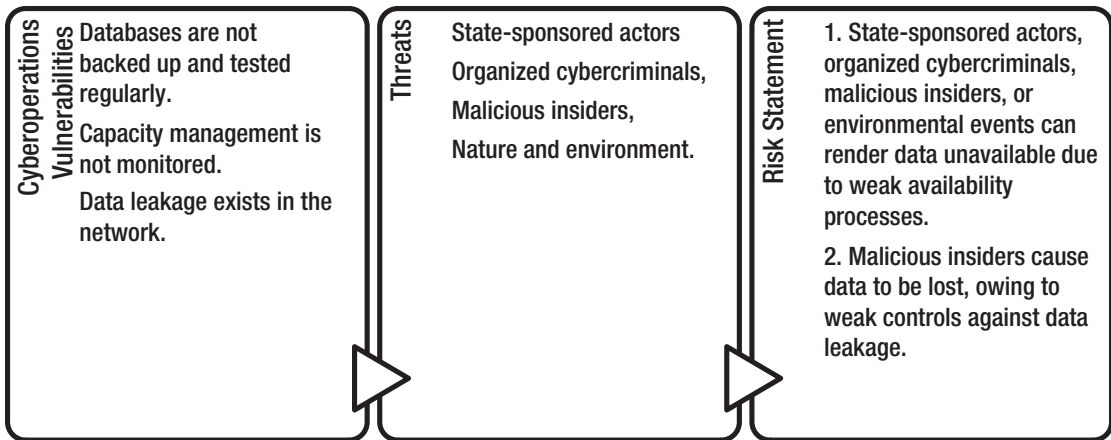 Cyberoperations
Vulnerabilities
Databases are not
backed up and tested
regularly.
Capacity management is
not monitored.
Data leakage exists in the
network.
Threats
State-sponsored actors
Organized cybercriminals,
Malicious insiders,
Nature and environment.
Risk Statement
1. State-sponsored actors,
organized cybercriminals,
malicious insiders, or
environmental events can
render data unavailable due
to weak availability
processes.
2. Malicious insiders cause
data to be lost, owing to
weak controls against data
leakage.